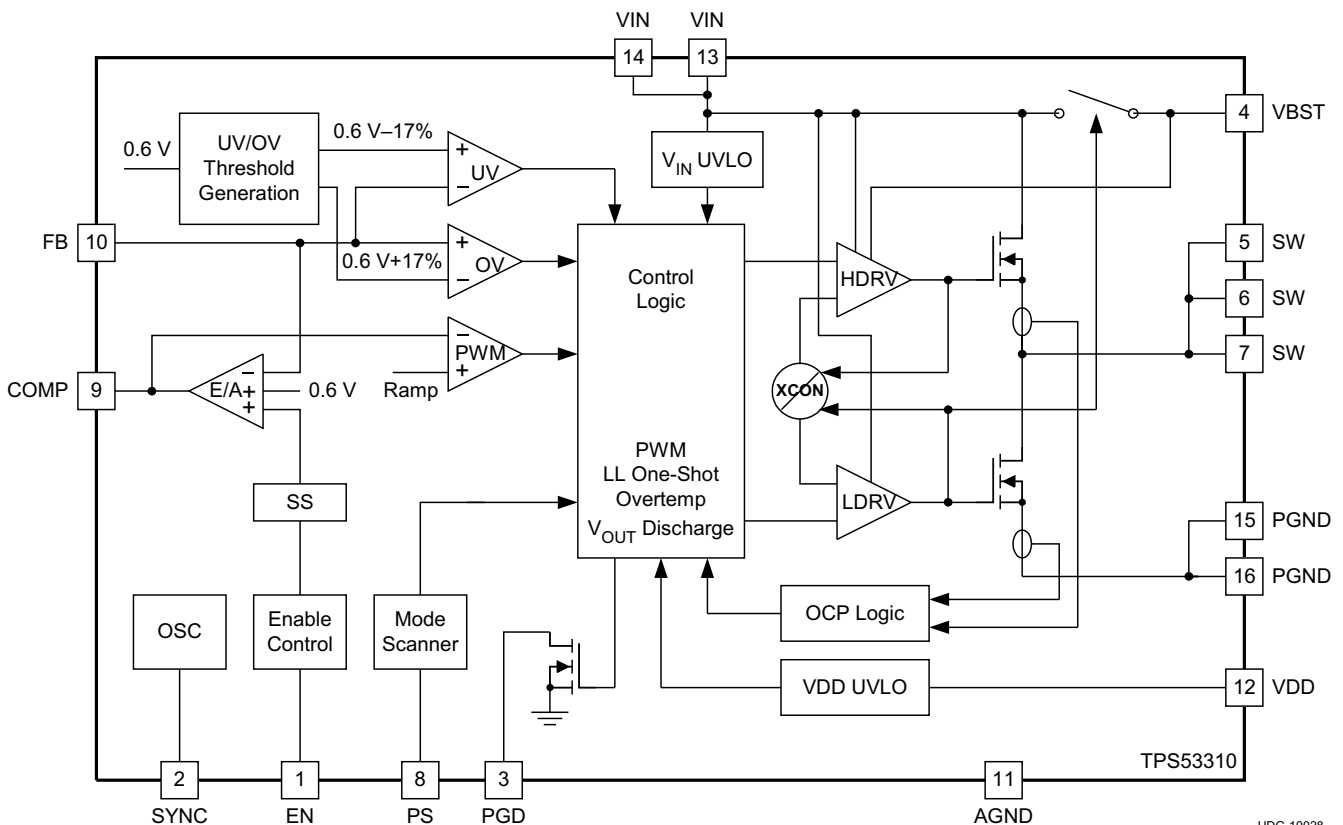 VIN
VIN
14
13
4
VBST
UV/OV
Threshold
Generation
0.6 V
0.6 V–17%
+
UV
−
V_IN UVLO
FB
10
0.6 V+17%
+
OV
−
Control
Logic
HDRV
5
SW
6
SW
7
SW
COMP
9
E/A
−
+
+
0.6 V
−
PWM
+
Ramp
XCON
PWM
LL One-Shot
Overtemp
V_OUT Discharge
LDRV
SS
15
PGND
16
PGND
OSC
Enable
Control
Mode
Scanner
OCP Logic
VDD UVLO
12
VDD
TPS53310
2
SYNC
1
EN
8
PS
3
PGD
11
AGND
UDG-10028